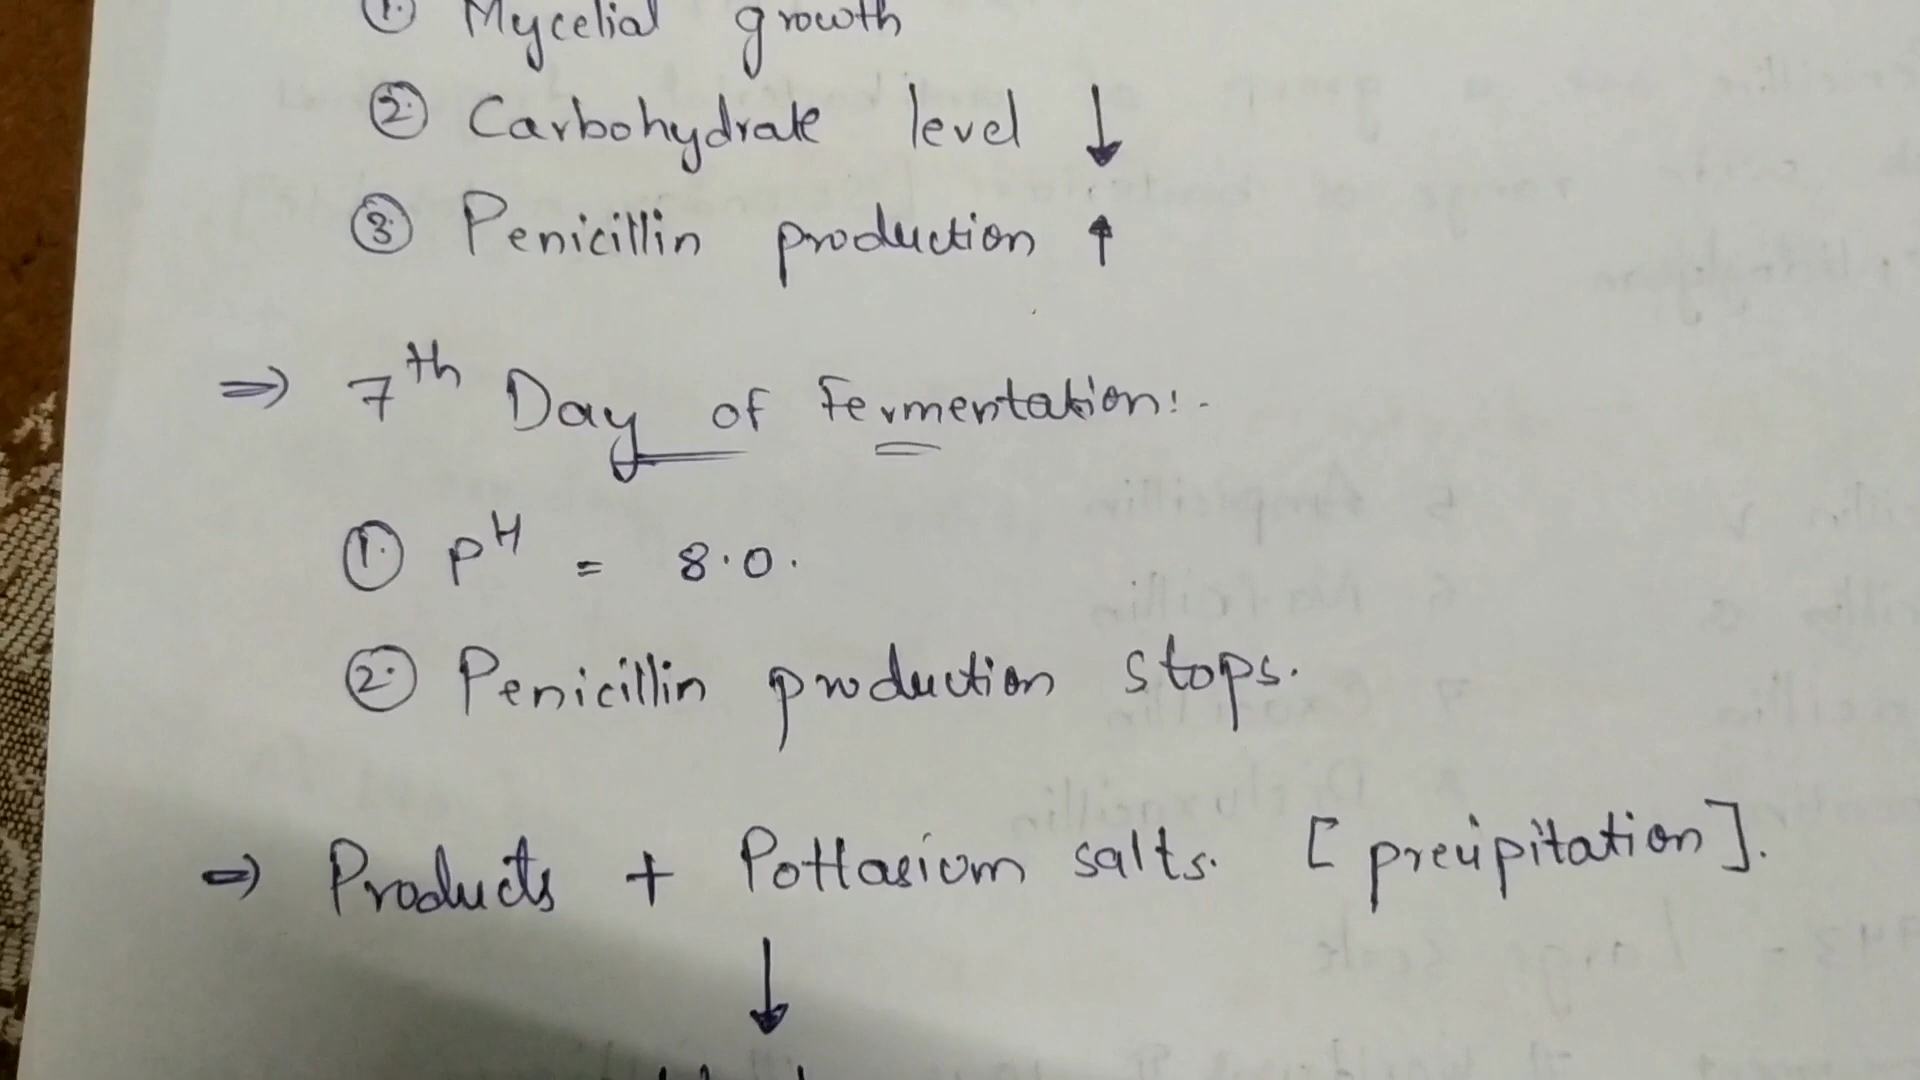 ① Mycelial growth
② Carbohydrate level ↓
③ Penicillin production ↑
⇒ 7th Day of Fermentation:-
① pH = 8.0.
② Penicillin production stops.
⇒ Products + Pottasium salts. [precipitation].
↓